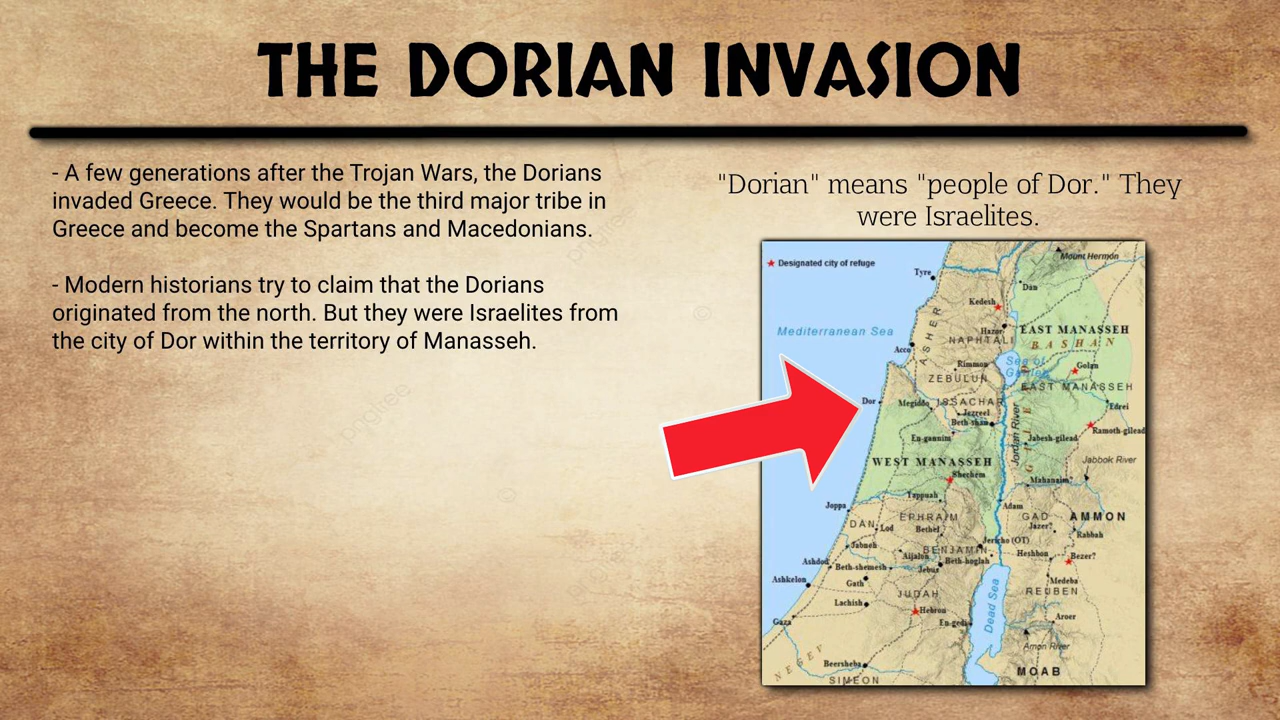 THE DORIAN INVASION
- A few generations after the Trojan Wars, the Dorians
invaded Greece. They would be the third major tribe in
Greece and become the Spartans and Macedonians.
- Modern historians try to claim that the Dorians
originated from the north. But they were Israelites from
the city of Dor within the territory of Manasseh.
"Dorian" means "people of Dor." They
were Israelites.
Designated city of refuge
Mount Hermon
Tyre
Dan
Kedesh
Mediterranean Sea
ASHER
Hazor
EAST MANASSEH
NAPHTALI
BASHAN
Acco
Sea of
Galilee
Rimmon
Golan
ZEBULUN
EAST MANASSEH
Dor
Megiddo
ISSACHAR
Jezreel
Edrei
Beth-shan
Ramoth-gilead
En-gannim
Jabesh-gilead
Jordan River
GILEAD
WEST MANASSEH
Jabbok River
Shechem
Mahanaim?
Tappuah
Joppa
Adam
EPHRAIM
GAD
AMMON
DAN
Lod
Bethel
Jazer?
Rabbah
Jabneh
Jericho (OT)
BENJAMIN
Aijalon
Heshbon
Bezer?
Ashdod
Beth-shemesh
Jebus
Beth-hoglah
Ashkelon
Gath
Medeba
REUBEN
JUDAH
Lachish
Hebron
Dead Sea
Aroer
Gaza
En-gedi
Arnon River
NEGEV
Beersheba
MOAB
SIMEON